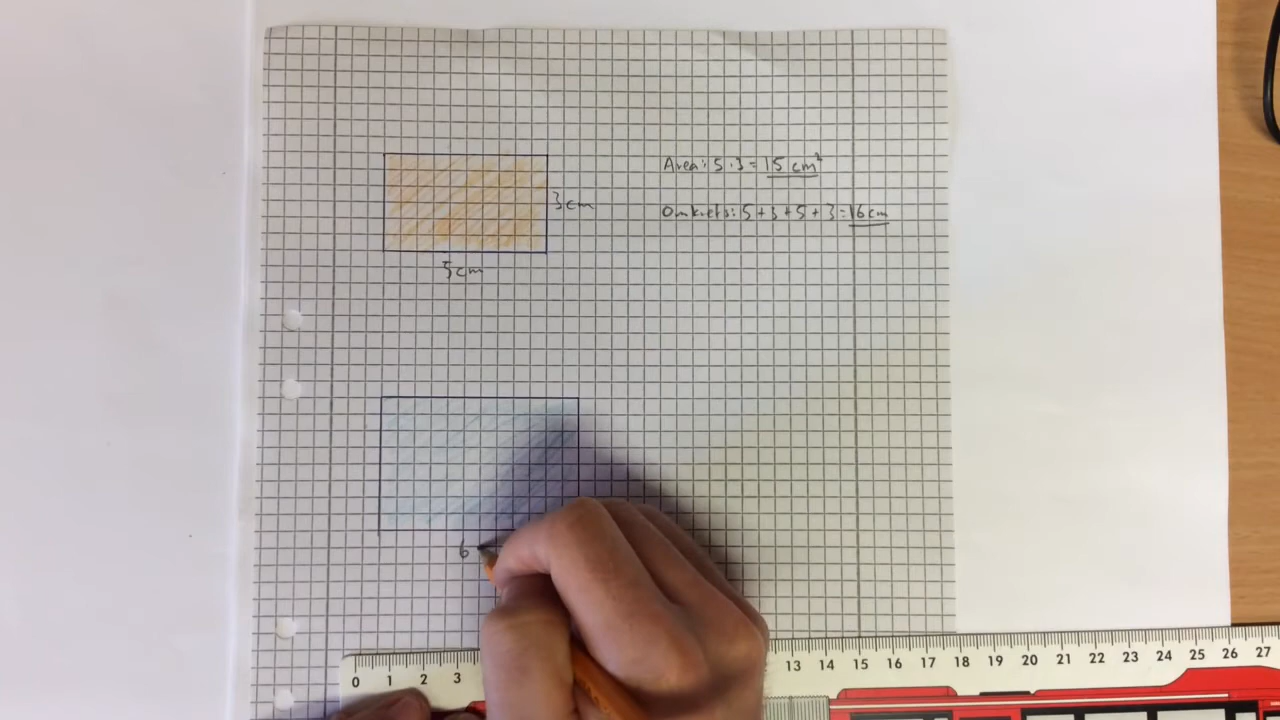 Area: 5·3=15 cm²
3cm
Omkrets: 5+3+5+3=16cm
5cm
6
0 1 2 3 13 14 15 16 17 18 19 20 21 22 23 24 25 26 27